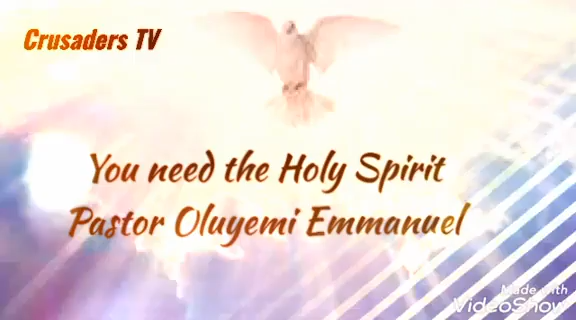 Crusaders TV
You need the Holy Spirit
Pastor Oluyemi Emmanuel
Made with
VideoShow